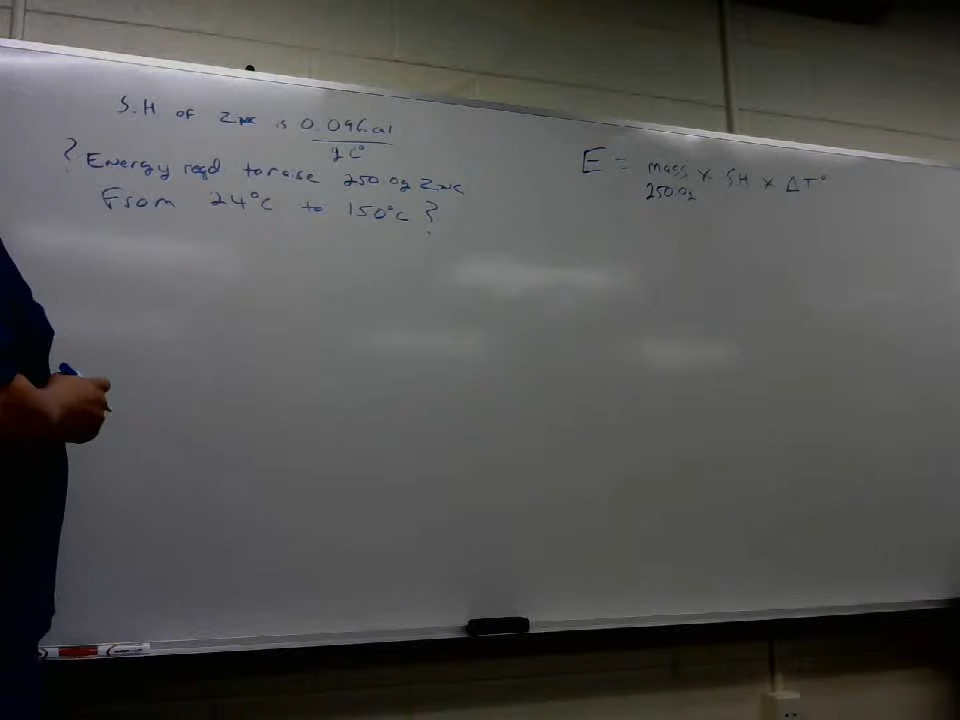 S.H of Zinc is 0.096 cal
g C°
? Energy reqd to raise 250.0g Zinc
From 24°C to 150°C ?
E = mass x S.H x ΔT°
250.0g